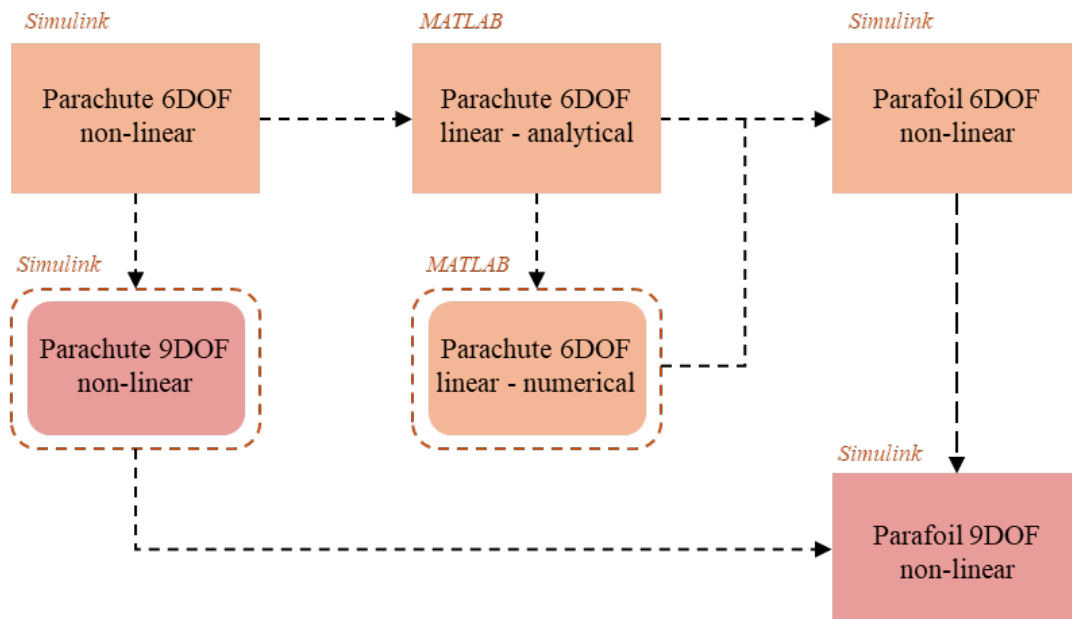 Simulink
Parachute 6DOF
non-linear
MATLAB
Parachute 6DOF
linear - analytical
Simulink
Parafoil 6DOF
non-linear
Simulink
Parachute 9DOF
non-linear
MATLAB
Parachute 6DOF
linear - numerical
Simulink
Parafoil 9DOF
non-linear